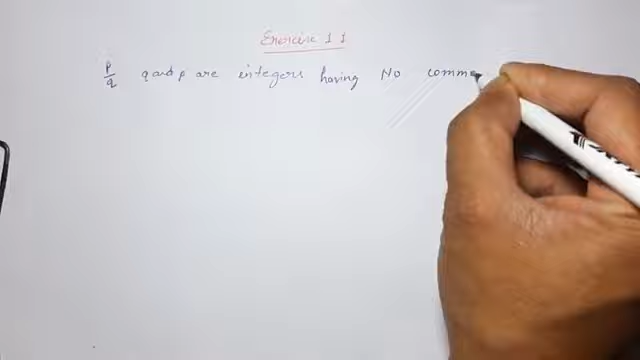 Exercise 1 1
p/q q and p are integers having No comm